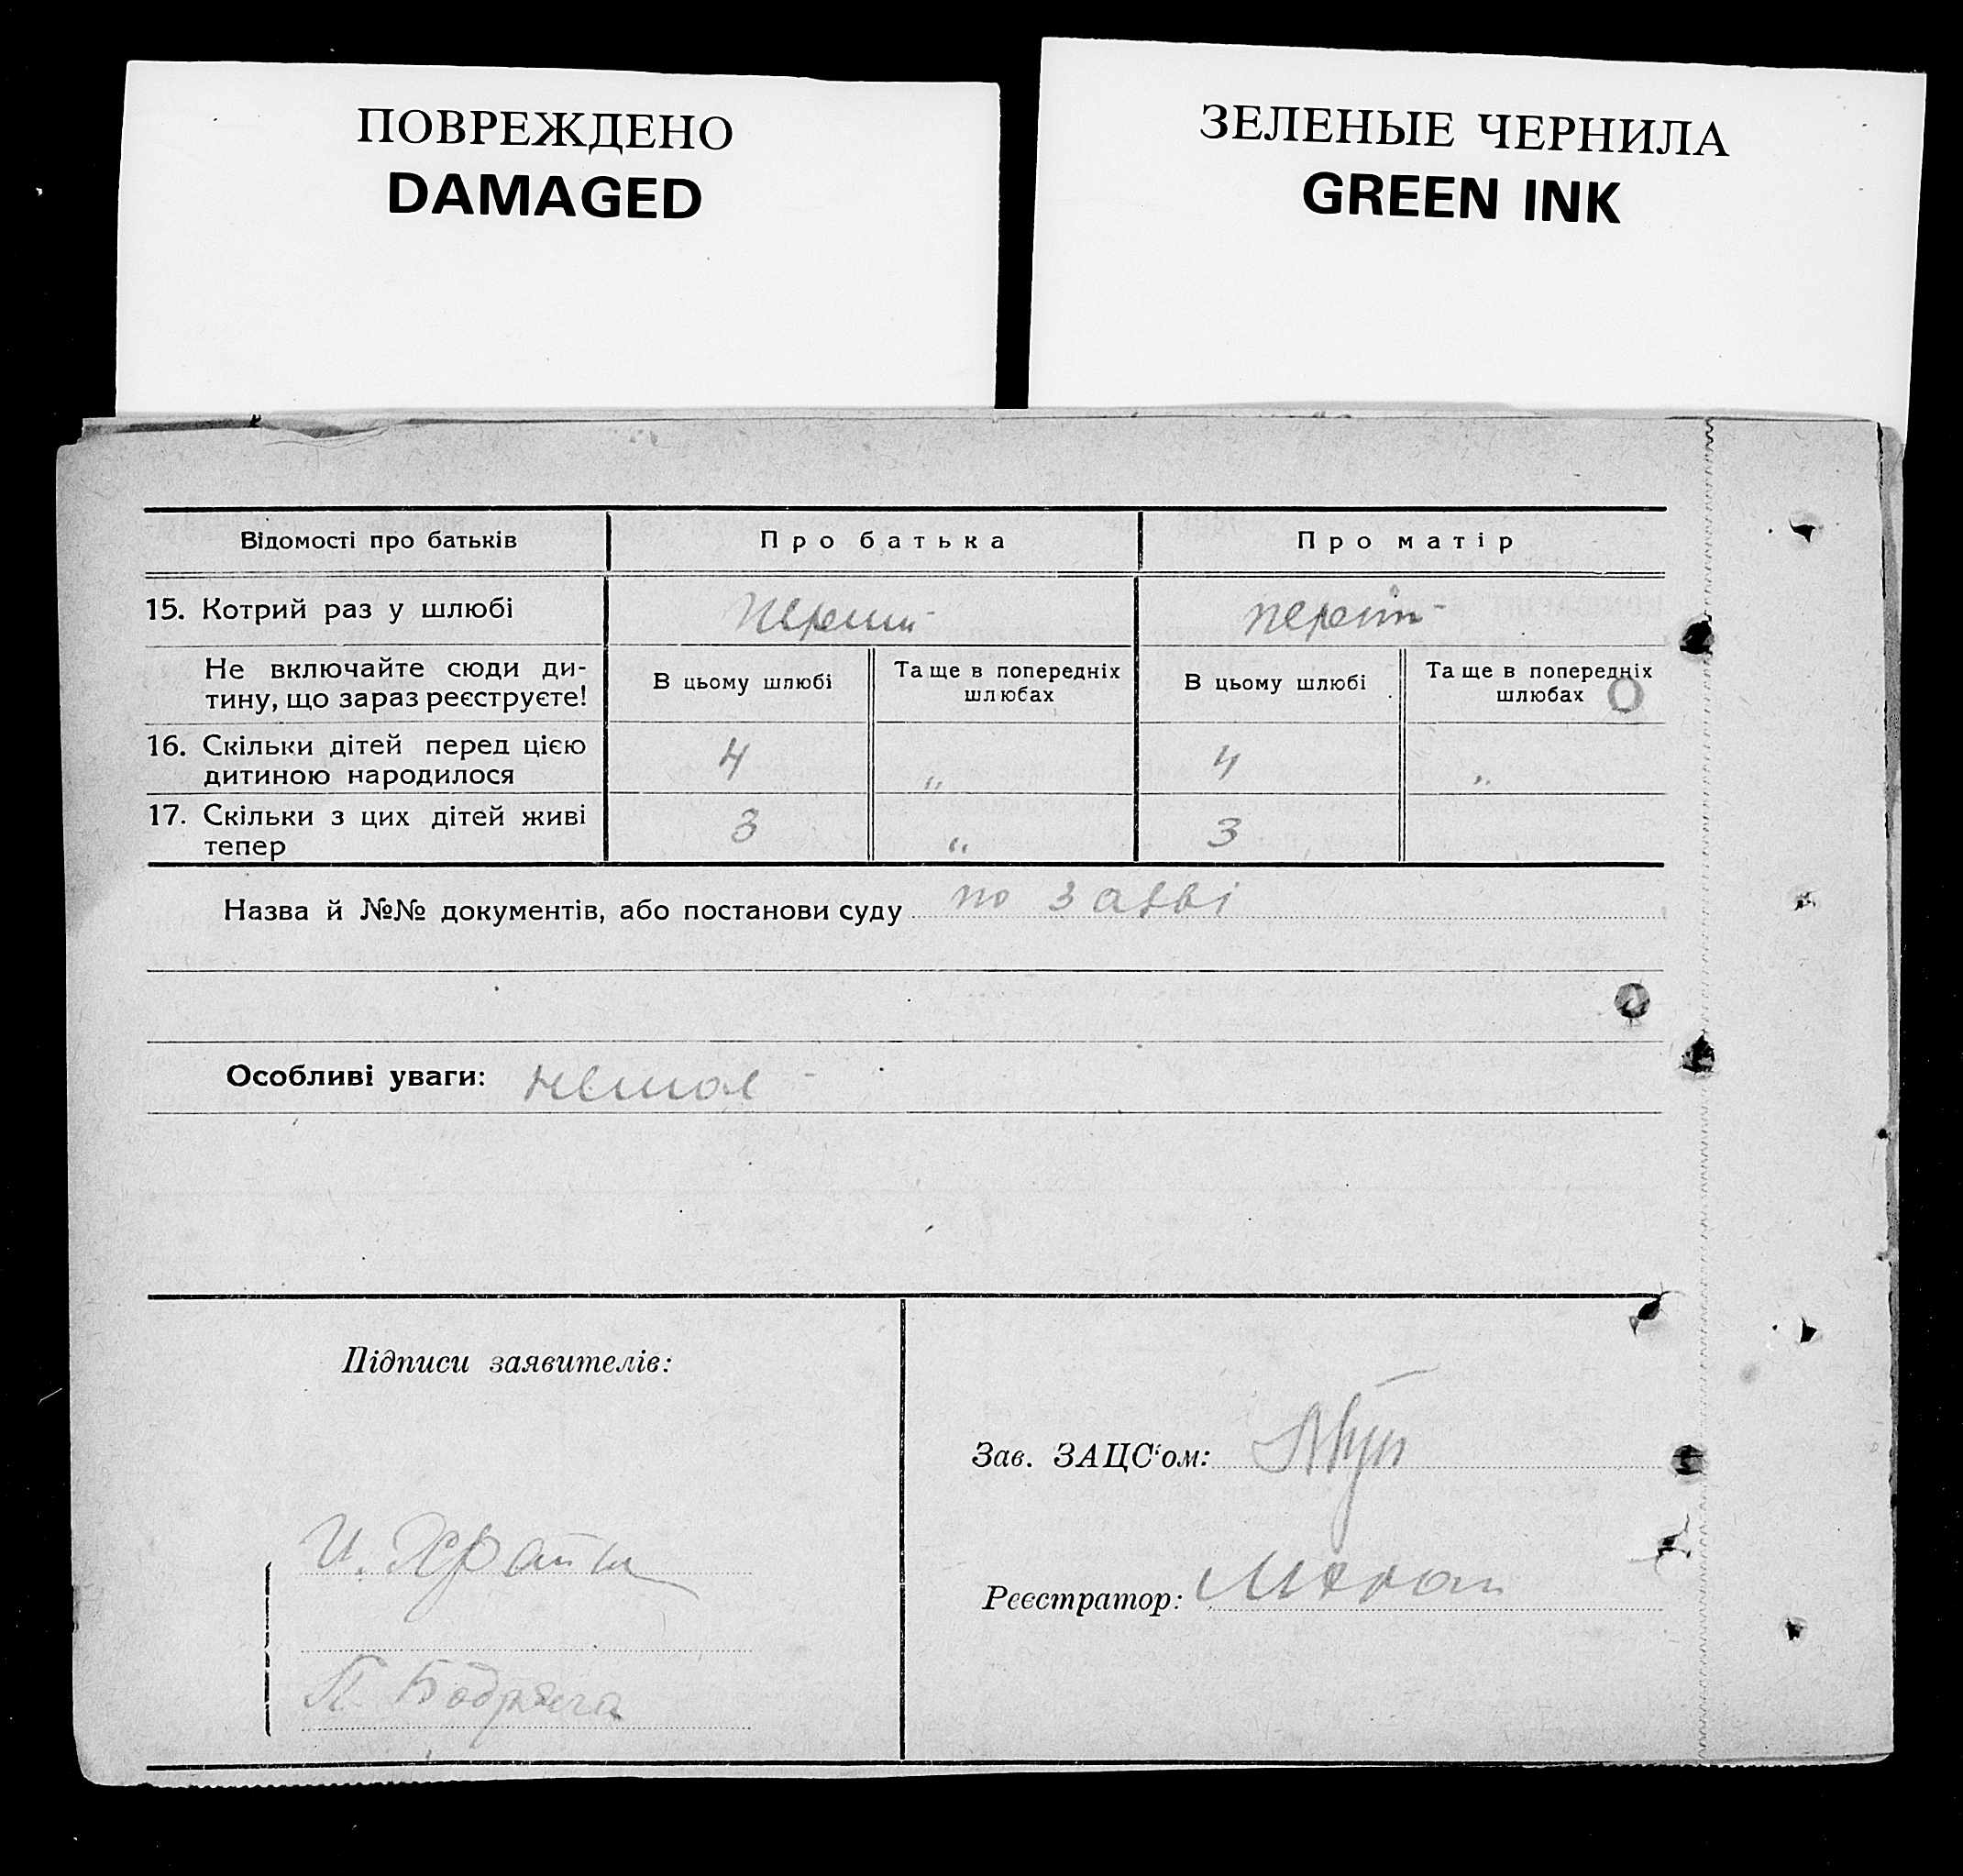 ПОВРЕЖДЕНО
DAMAGED
ЗЕЛЕНЫЕ ЧЕРНИЛА
GREEN INK
Відомості про батьків
Про батька
Про матір
15. Котрий раз у шлюбі
перший
перший
Не включайте сюди ди-
тину, що зараз реєструєте!
В цьому шлюбі
Та ще в попередніх
шлюбах
В цьому шлюбі
Та ще в попередніх
шлюбах
16. Скільки дітей перед цією
дитиною народилося
4
"
4
"
17. Скільки з цих дітей живі
тепер
3
"
3
Назва й №№ документів, або постанови суду по заяві
Особливі уваги: немає
Підписи заявителів:
Зав. ЗАЦС'ом:
И.
Реєстратор:
П.